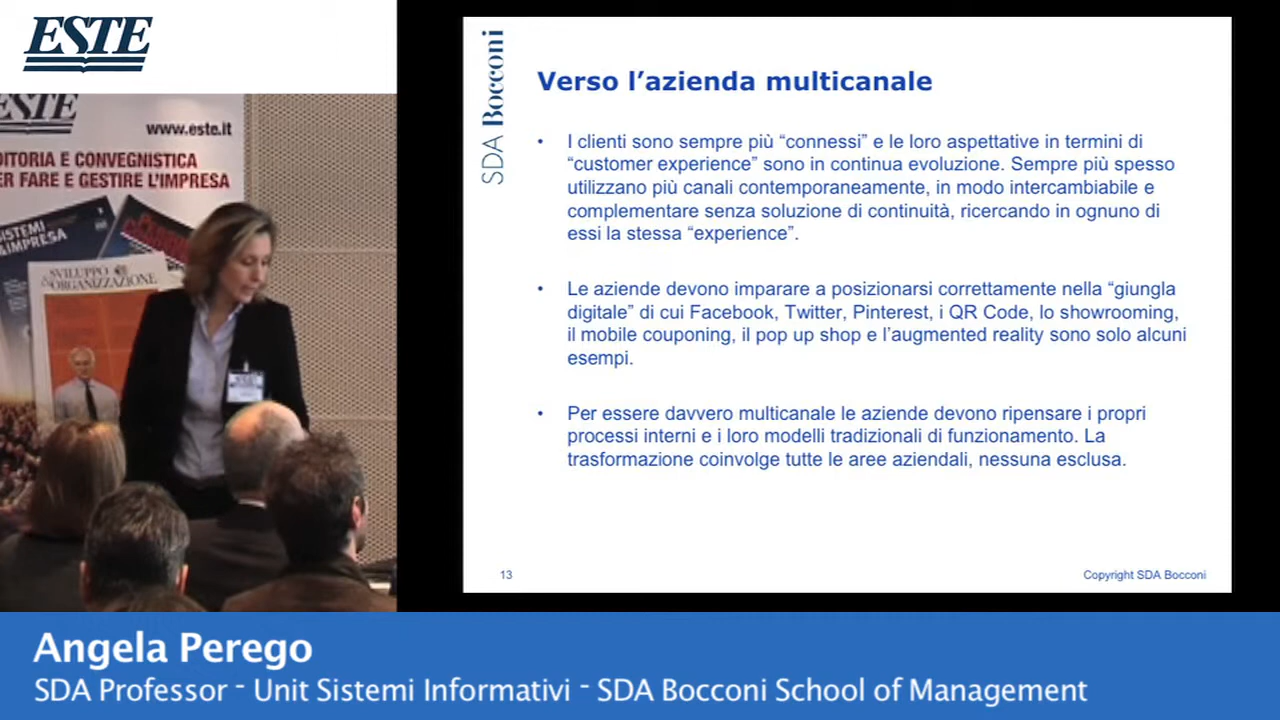 ESTE
ESTE
www.este.it
DITORIA E CONVEGNISTICA
ER FARE E GESTIRE L'IMPRESA
SISTEMI
&IMPRESA
SVILUPPO
&ORGANIZZAZIONE
SDA Bocconi
Verso l’azienda multicanale
• I clienti sono sempre più “connessi” e le loro aspettative in termini di
“customer experience” sono in continua evoluzione. Sempre più spesso
utilizzano più canali contemporaneamente, in modo intercambiabile e
complementare senza soluzione di continuità, ricercando in ognuno di
essi la stessa “experience”.
• Le aziende devono imparare a posizionarsi correttamente nella “giungla
digitale” di cui Facebook, Twitter, Pinterest, i QR Code, lo showrooming,
il mobile couponing, il pop up shop e l’augmented reality sono solo alcuni
esempi.
• Per essere davvero multicanale le aziende devono ripensare i propri
processi interni e i loro modelli tradizionali di funzionamento. La
trasformazione coinvolge tutte le aree aziendali, nessuna esclusa.
13
Copyright SDA Bocconi
Angela Perego
SDA Professor - Unit Sistemi Informativi - SDA Bocconi School of Management